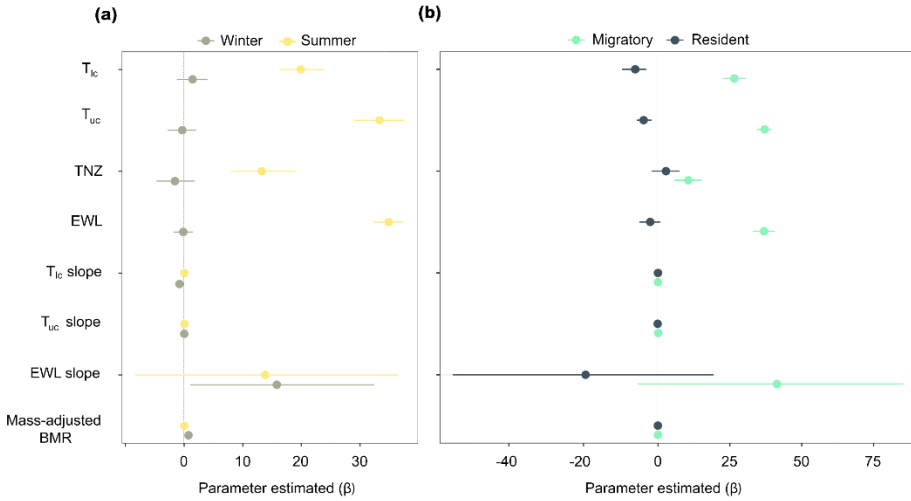 (a)
(b)
Winter Summer
Migratory Resident
Tlc
Tuc
TNZ
EWL
Tlc slope
Tuc slope
EWL slope
Mass-adjusted
BMR
0 10 20 30
-40 -20 0 25 50 75
Parameter estimated (β)
Parameter estimated (β)